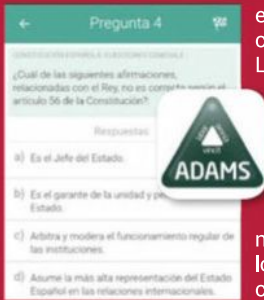 Pregunta 4
CONSTITUCIÓN ESPAÑOLA. CUESTIONES GENERALES
¿Cuál de las siguientes afirmaciones,
relacionadas con el Rey, no es correcta según el
artículo 56 de la Constitución?:
Respuestas
a) Es el Jefe del Estado.
b) Es el garante de la unidad y
Estado.
c) Arbitra y modera el funcionamiento regular de
las instituciones.
d) Asume la más alta representación del Estado
Español en las relaciones internacionales.
ADAMS
e
L